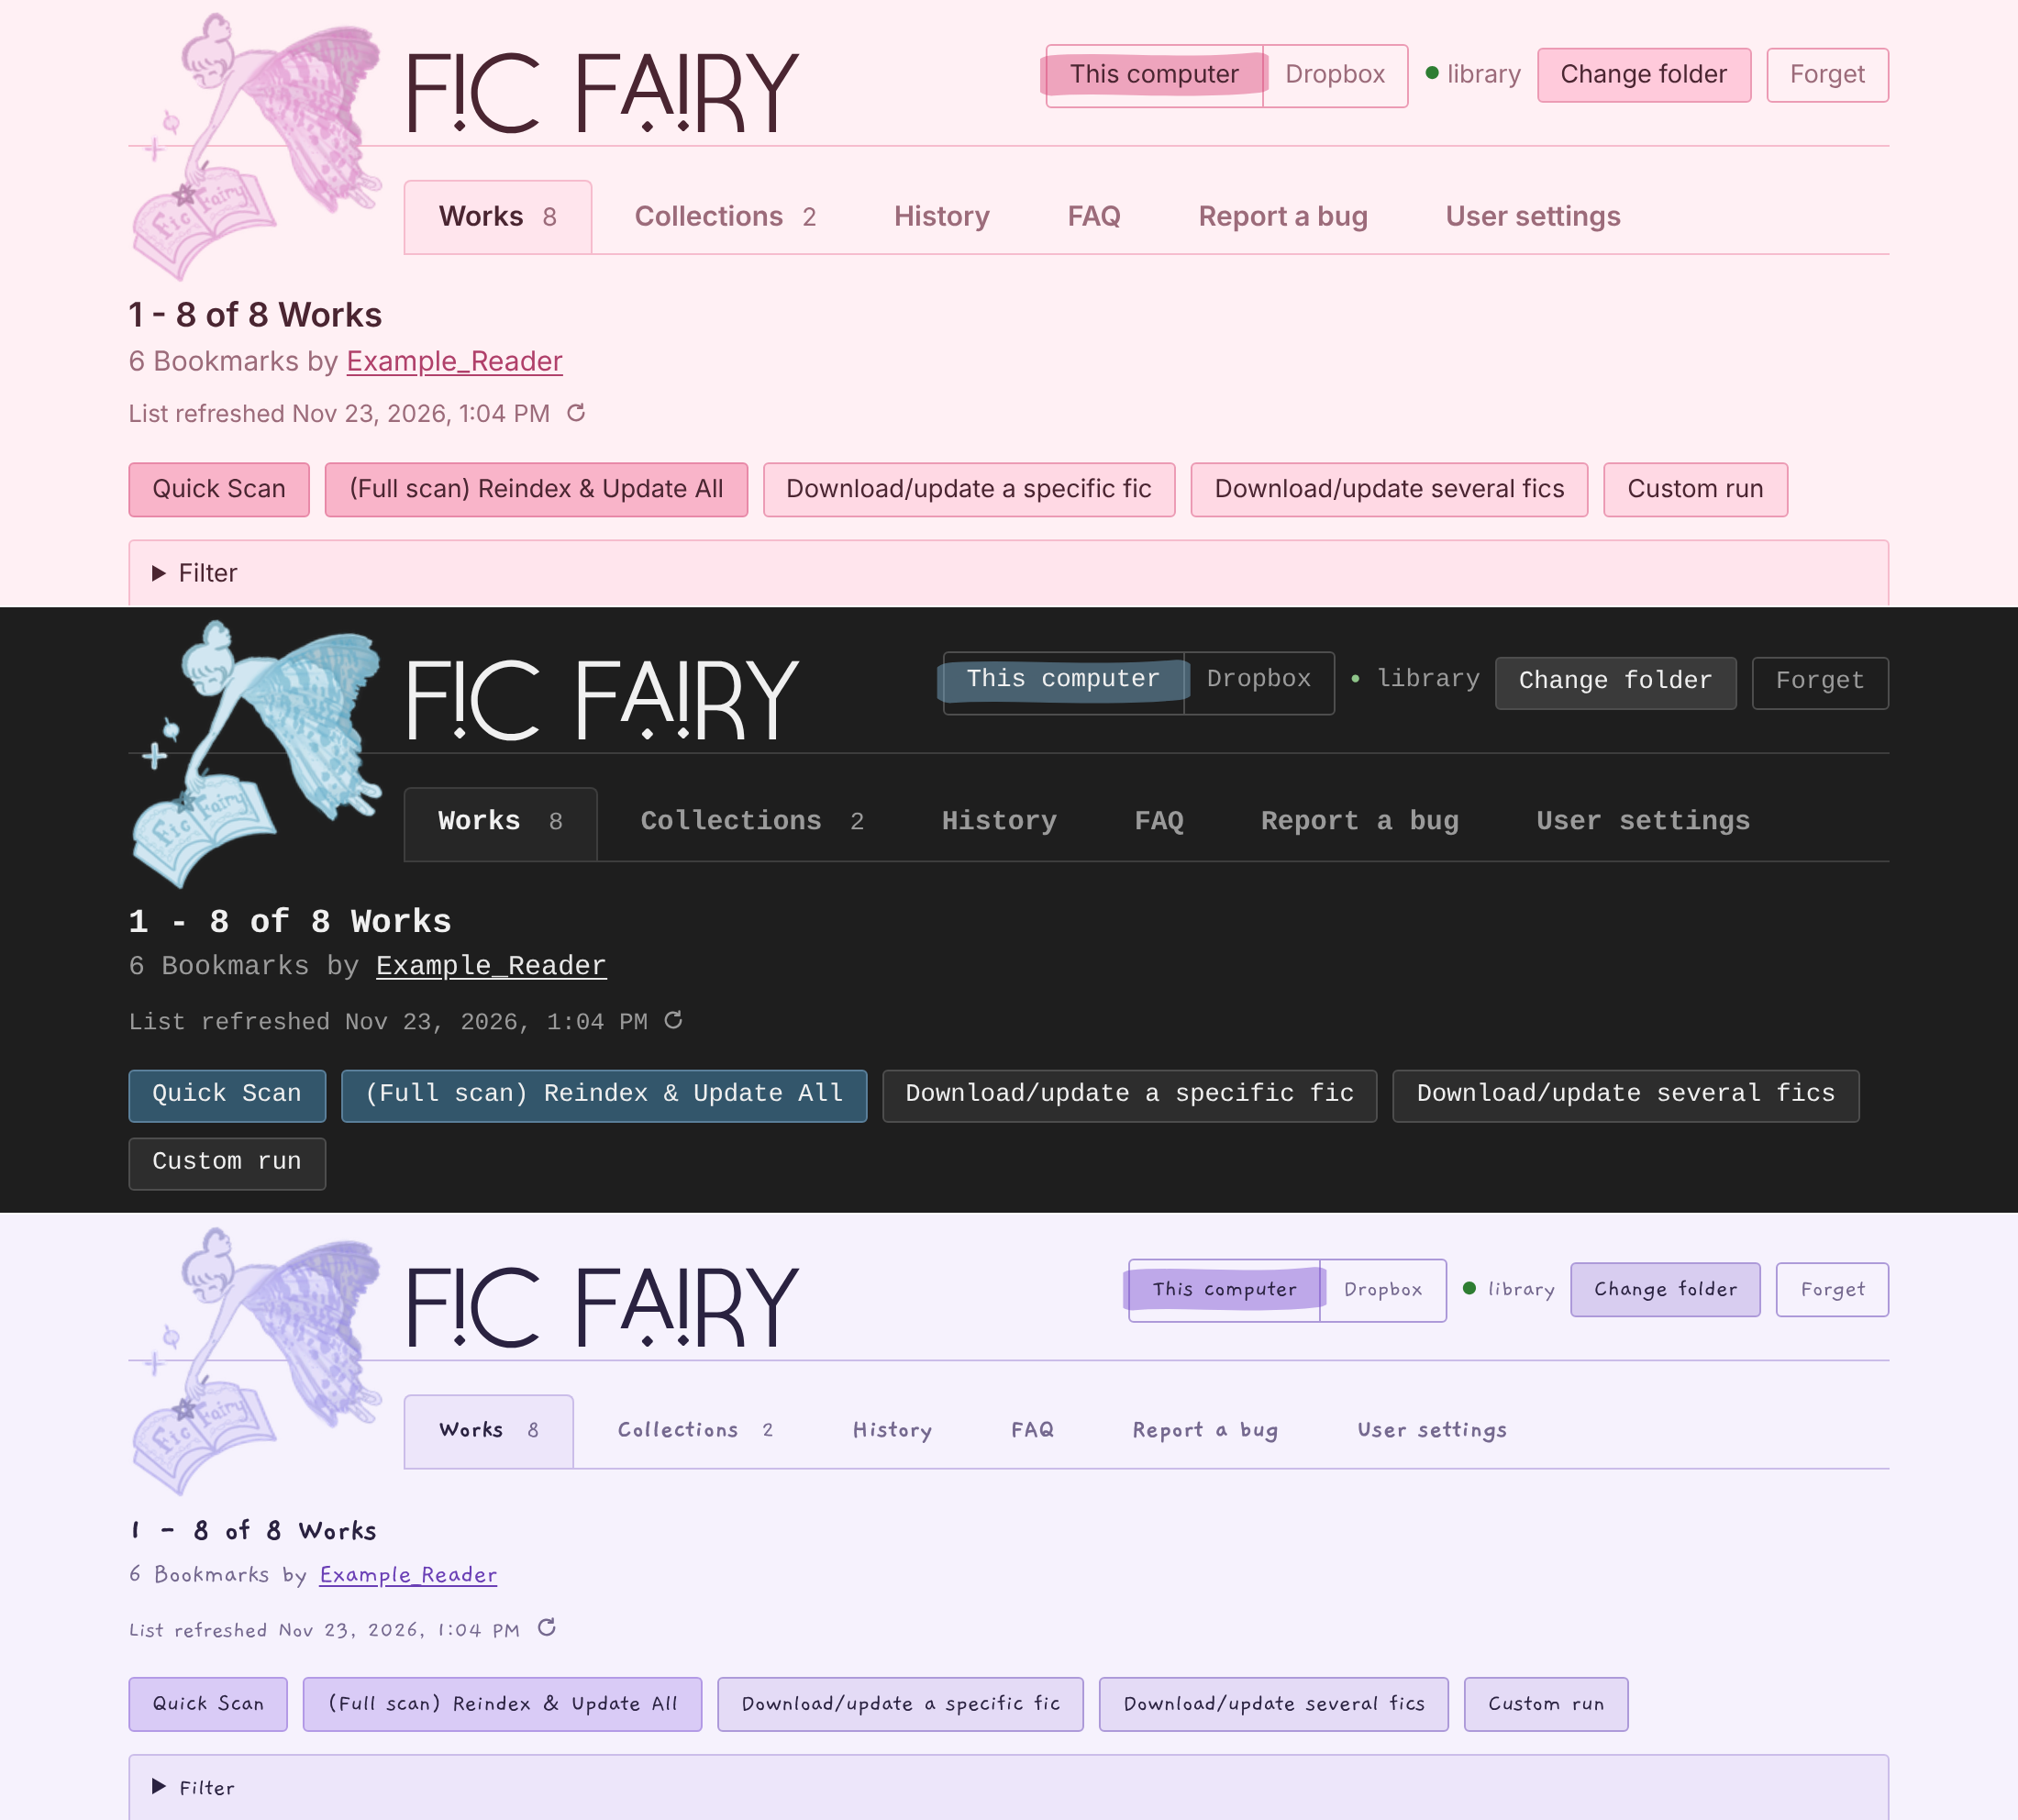 FIC FAIRY
This computer Dropbox library Change folder Forget
Fic Fairy
Works 8 Collections 2 History FAQ Report a bug User settings
1 - 8 of 8 Works
6 Bookmarks by Example_Reader
List refreshed Nov 23, 2026, 1:04 PM
Quick Scan (Full scan) Reindex & Update All Download/update a specific fic Download/update several fics Custom run
Filter
FIC FAIRY
This computer Dropbox library Change folder Forget
Fic Fairy
Works 8 Collections 2 History FAQ Report a bug User settings
1 - 8 of 8 Works
6 Bookmarks by Example_Reader
List refreshed Nov 23, 2026, 1:04 PM
Quick Scan (Full scan) Reindex & Update All Download/update a specific fic Download/update several fics
Custom run
FIC FAIRY
This computer Dropbox library Change folder Forget
Fic Fairy
Works 8 Collections 2 History FAQ Report a bug User settings
1 - 8 of 8 Works
6 Bookmarks by Example_Reader
List refreshed Nov 23, 2026, 1:04 PM
Quick Scan (Full scan) Reindex & Update All Download/update a specific fic Download/update several fics Custom run
Filter